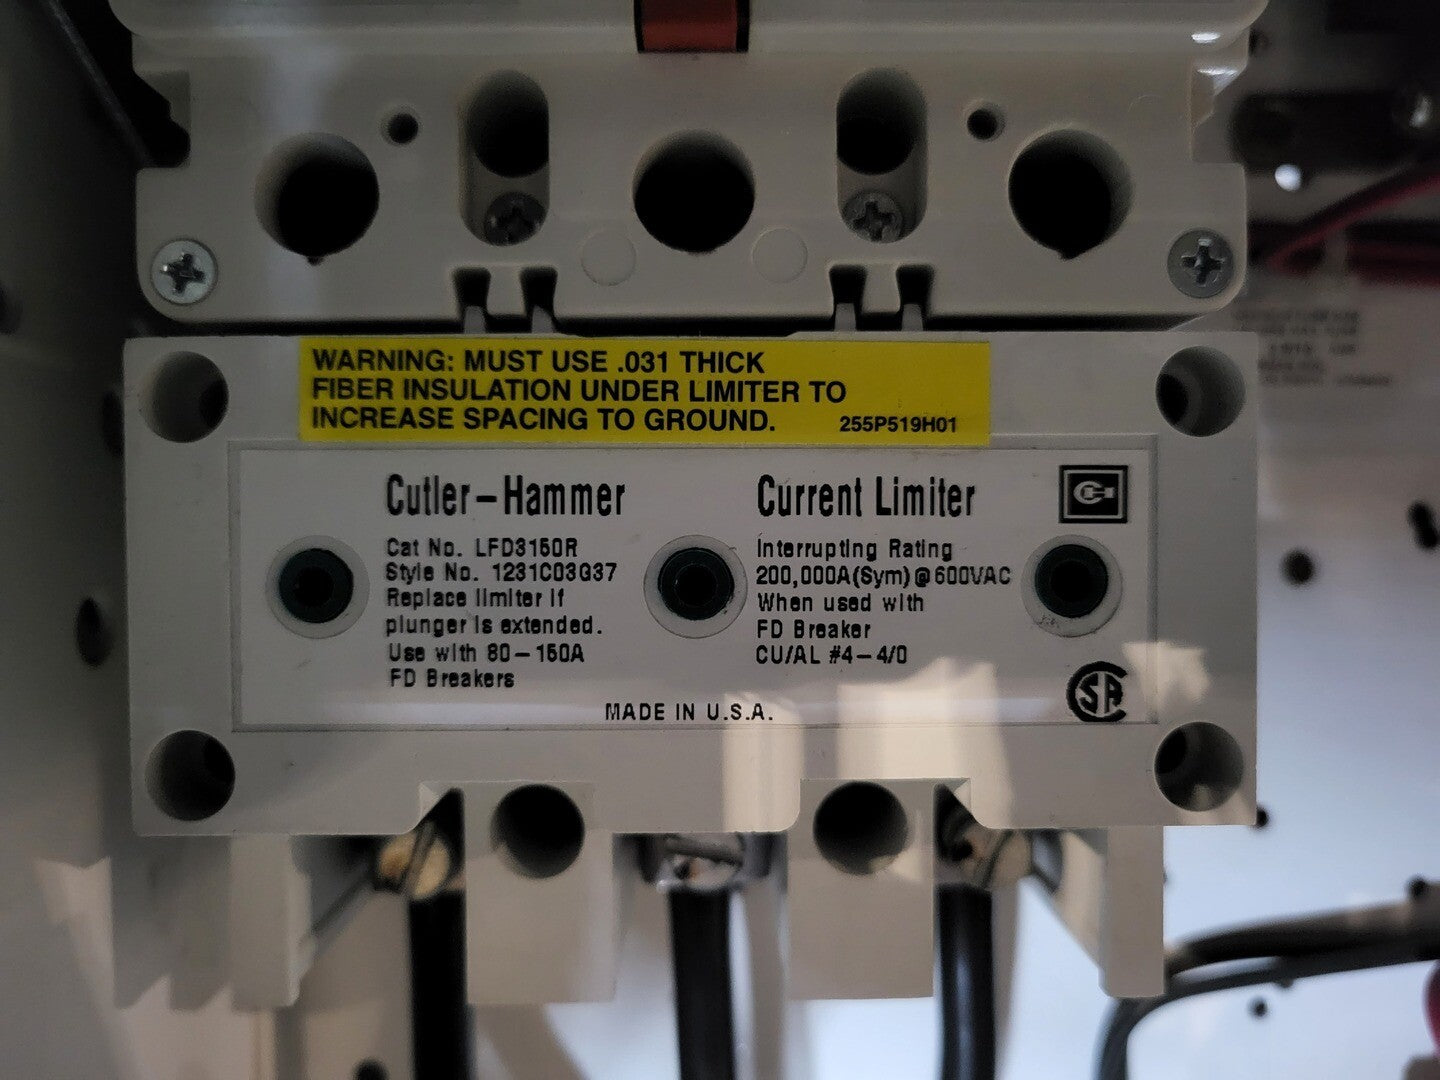 WARNING: MUST USE .031 THICK
FIBER INSULATION UNDER LIMITER TO
INCREASE SPACING TO GROUND. 255P519H01
Cutler-Hammer
Cat No. LFD3150R
Style No. 1231C03G37
Replace limiter if
plunger is extended.
Use with 80-150A
FD Breakers
Current Limiter
Interrupting Rating
200,000A(Sym)@600VAC
When used with
FD Breaker
CU/AL #4-4/0
MADE IN U.S.A.
CH
SA